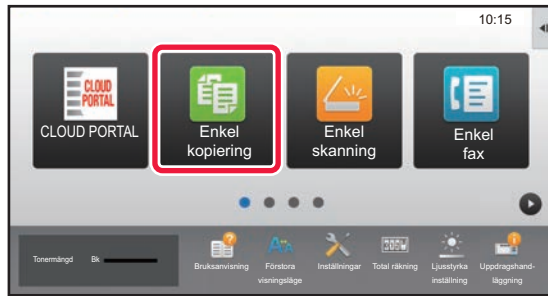 10:15
CLOUD
PORTAL
CLOUD PORTAL
Enkel
kopiering
Enkel
skanning
Enkel
fax
Tonermängd Bk
Bruksanvisning
Förstora
visningsläge
Inställningar
Total räkning
Ljusstyrka
inställning
Uppdragshand-
läggning